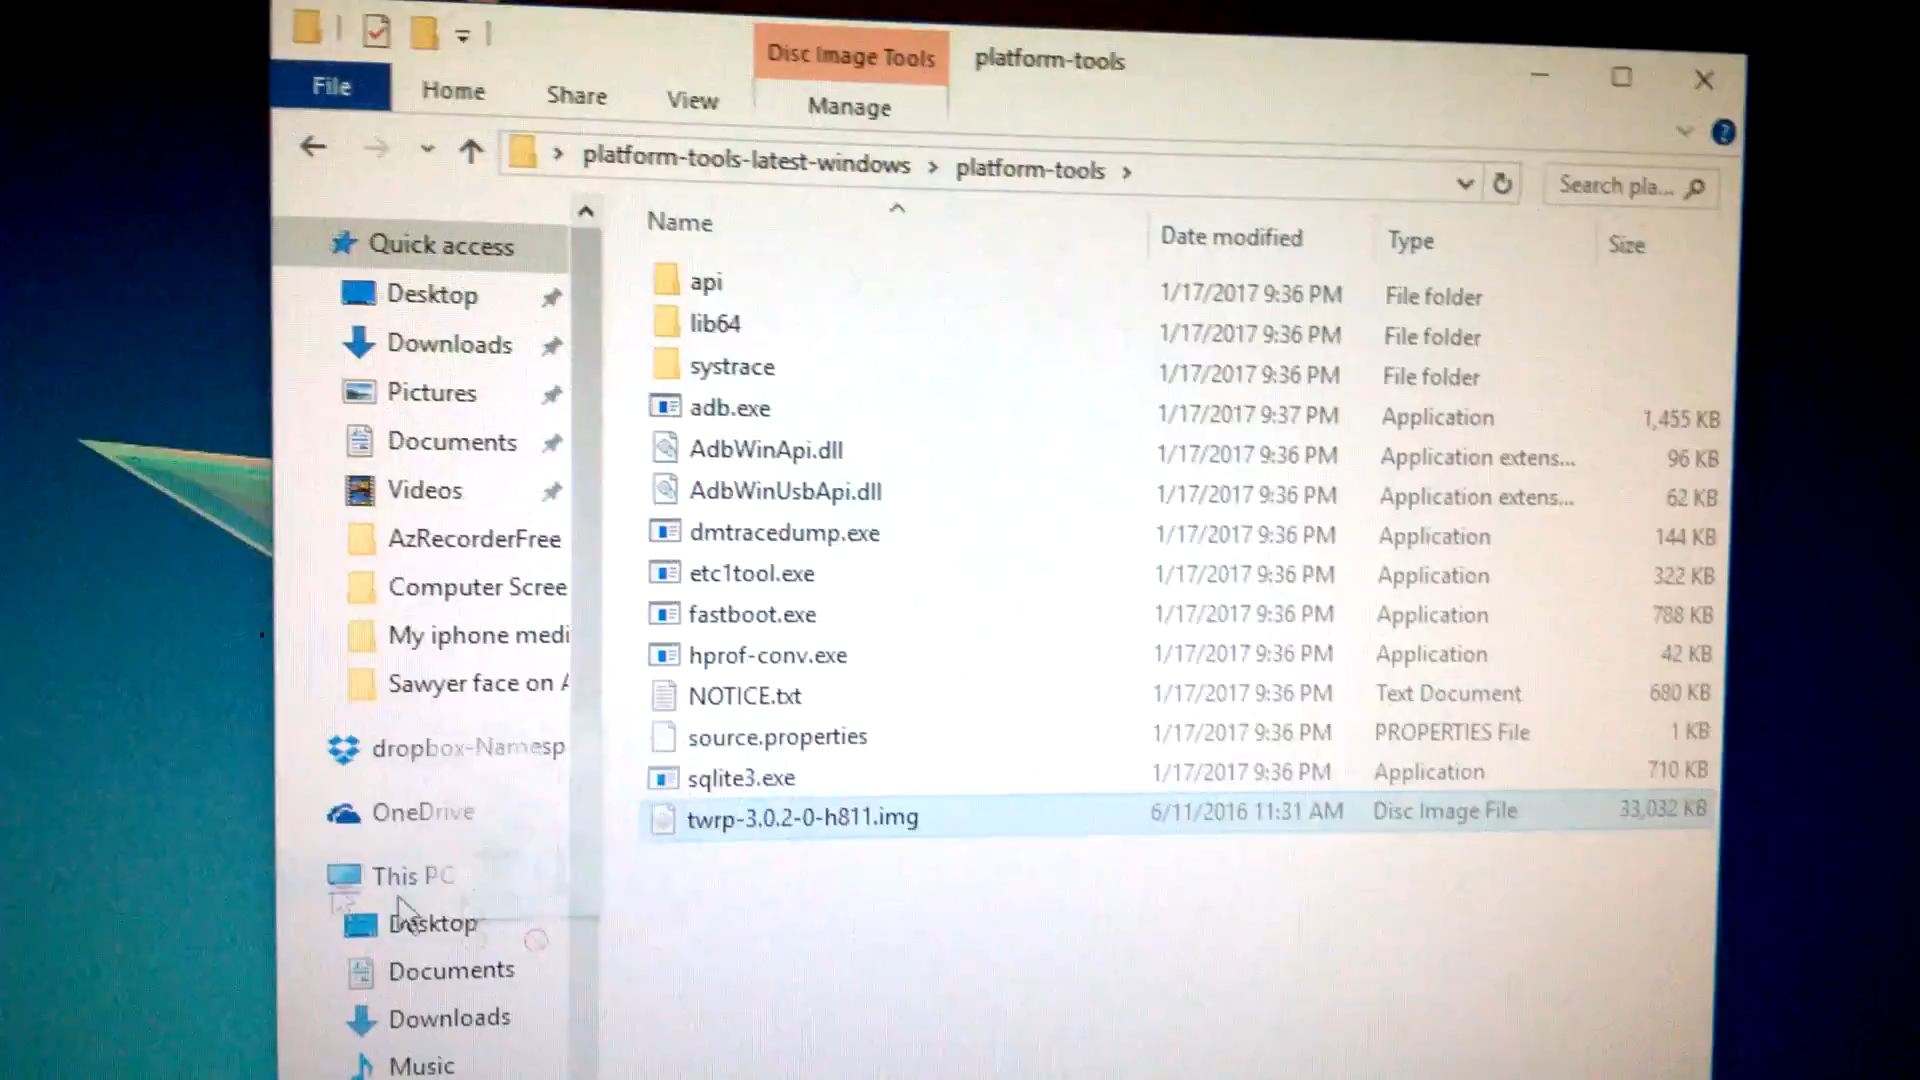 Disc Image Tools platform-tools
File Home Share View Manage
platform-tools-latest-windows platform-tools Search pla...
Name Date modified Type Size
Quick access
Desktop
Downloads
Pictures
Documents
Videos
AzRecorderFree
Computer Scree
My iphone medi
Sawyer face on
dropbox-Namesp
OneDrive
This PC
Desktop
Documents
Downloads
Music
api 1/17/2017 9:36 PM File folder
lib64 1/17/2017 9:36 PM File folder
systrace 1/17/2017 9:36 PM File folder
adb.exe 1/17/2017 9:37 PM Application 1,455 KB
AdbWinApi.dll 1/17/2017 9:36 PM Application extens... 96 KB
AdbWinUsbApi.dll 1/17/2017 9:36 PM Application extens... 62 KB
dmtracedump.exe 1/17/2017 9:36 PM Application 144 KB
etc1tool.exe 1/17/2017 9:36 PM Application 322 KB
fastboot.exe 1/17/2017 9:36 PM Application 788 KB
hprof-conv.exe 1/17/2017 9:36 PM Application 42 KB
NOTICE.txt 1/17/2017 9:36 PM Text Document 680 KB
source.properties 1/17/2017 9:36 PM PROPERTIES File 1 KB
sqlite3.exe 1/17/2017 9:36 PM Application 710 KB
twrp-3.0.2-0-h811.img 6/11/2016 11:31 AM Disc Image File 33,032 KB